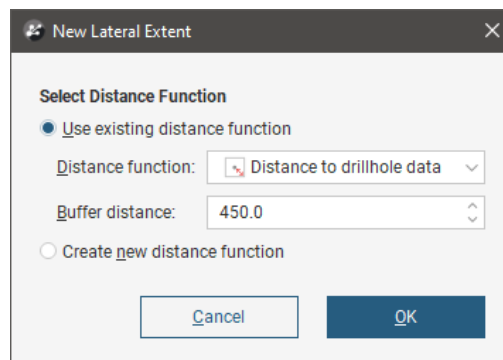 New Lateral Extent
Select Distance Function
Use existing distance function
Distance function: Distance to drillhole data
Buffer distance: 450.0
Create new distance function
Cancel OK